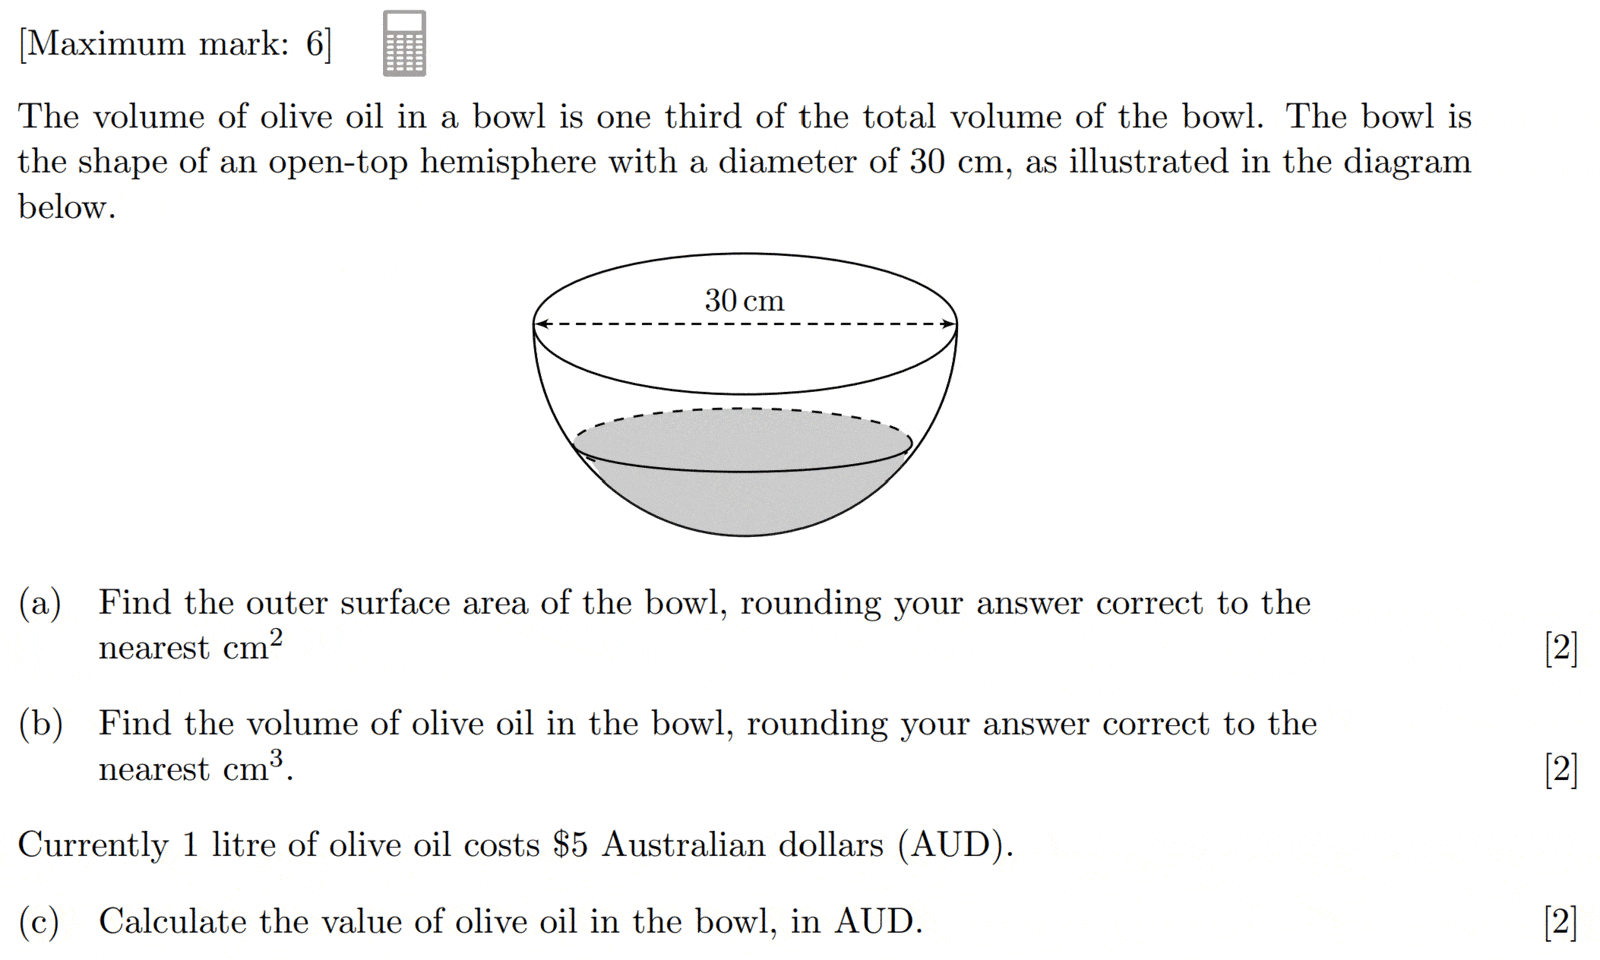 [Maximum mark: 6]
The volume of olive oil in a bowl is one third of the total volume of the bowl. The bowl is
the shape of an open-top hemisphere with a diameter of 30 cm, as illustrated in the diagram
below.
30 cm
(a) Find the outer surface area of the bowl, rounding your answer correct to the
nearest cm²
[2]
(b) Find the volume of olive oil in the bowl, rounding your answer correct to the
nearest cm³.
[2]
Currently 1 litre of olive oil costs $5 Australian dollars (AUD).
(c) Calculate the value of olive oil in the bowl, in AUD.
[2]